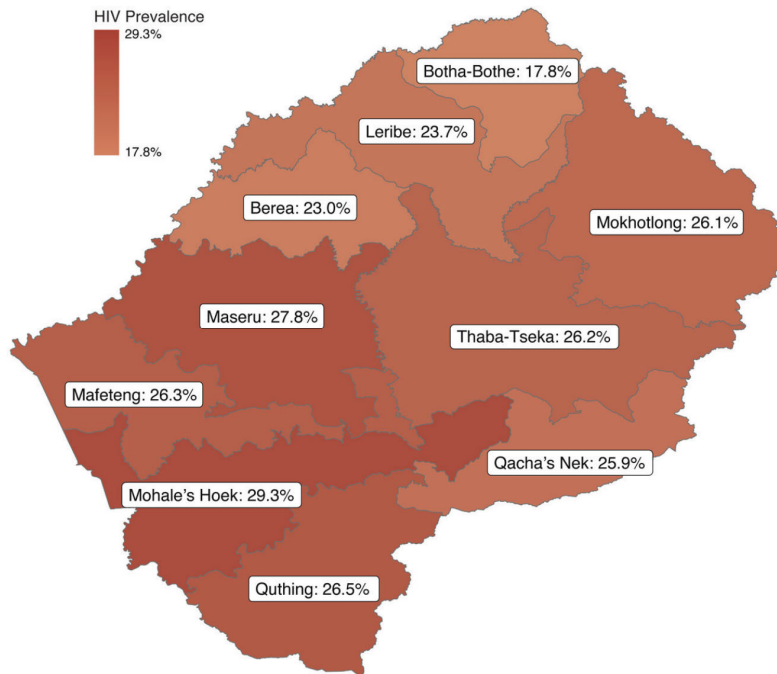 HIV Prevalence
29.3%
17.8%
Botha-Bothe: 17.8%
Leribe: 23.7%
Berea: 23.0%
Mokhotlong: 26.1%
Maseru: 27.8%
Thaba-Tseka: 26.2%
Mafeteng: 26.3%
Qacha's Nek: 25.9%
Mohale's Hoek: 29.3%
Quthing: 26.5%